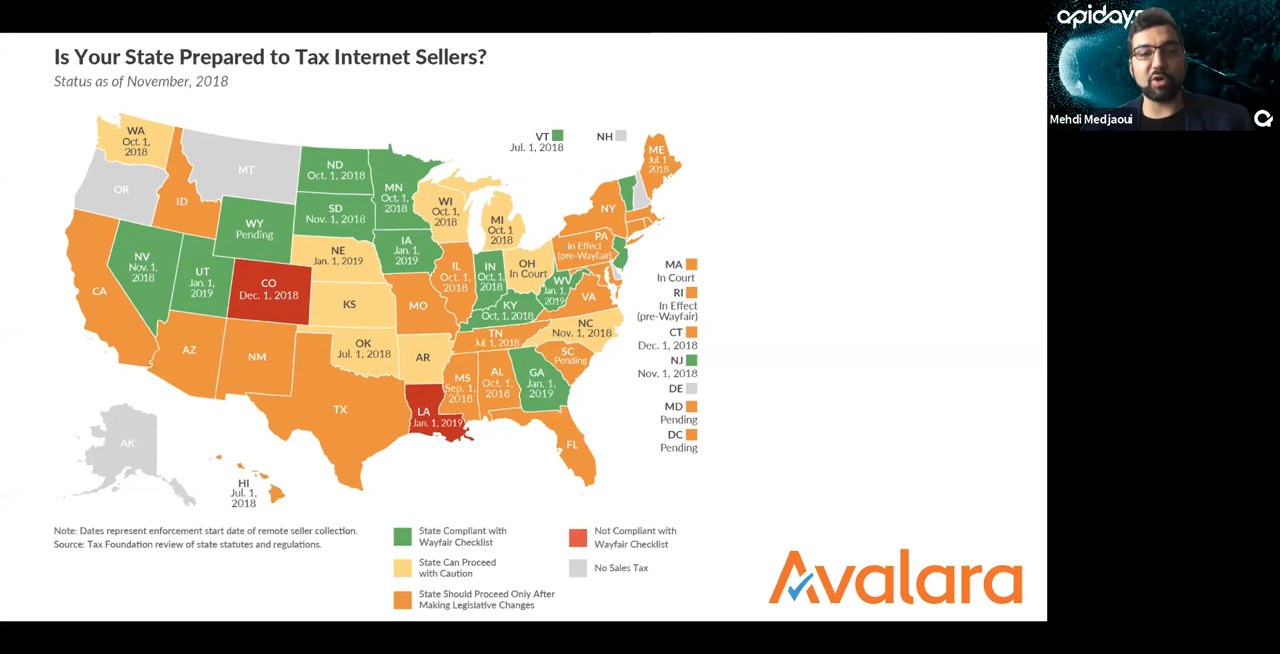 apidays
Mehdi Medjaoui
Is Your State Prepared to Tax Internet Sellers?
Status as of November, 2018
VT
Jul. 1, 2018
NH
WA
Oct. 1,
2018
MT
ND
Oct. 1, 2018
MN
Oct. 1,
2018
ME
Jul. 1
2018
OR
ID
SD
Nov. 1, 2018
WI
Oct. 1,
2018
MI
Oct. 1
2018
NY
WY
Pending
IA
Jan. 1,
2019
PA
In Effect
(pre-Wayfair)
NE
Jan. 1, 2019
NV
Nov. 1,
2018
UT
Jan. 1,
2019
CO
Dec. 1, 2018
IL
Oct. 1,
2018
IN
Oct. 1,
2018
OH
In Court
WV
Jan. 1,
2019
VA
CA
KS
MO
KY
Oct. 1, 2018
NC
Nov. 1, 2018
AZ
NM
OK
Jul. 1, 2018
AR
TN
Jul. 1, 2018
SC
Pending
MS
Sep. 1,
2018
AL
Oct. 1,
2018
GA
Jan. 1,
2019
TX
LA
Jan. 1, 2019
FL
AK
HI
Jul. 1,
2018
MA
In Court
RI
In Effect
(pre-Wayfair)
CT
Dec. 1, 2018
NJ
Nov. 1, 2018
DE
MD
Pending
DC
Pending
Note: Dates represent enforcement start date of remote seller collection.
Source: Tax Foundation review of state statutes and regulations.
State Compliant with
Wayfair Checklist
State Can Proceed
with Caution
State Should Proceed Only After
Making Legislative Changes
Not Compliant with
Wayfair Checklist
No Sales Tax
Avalara